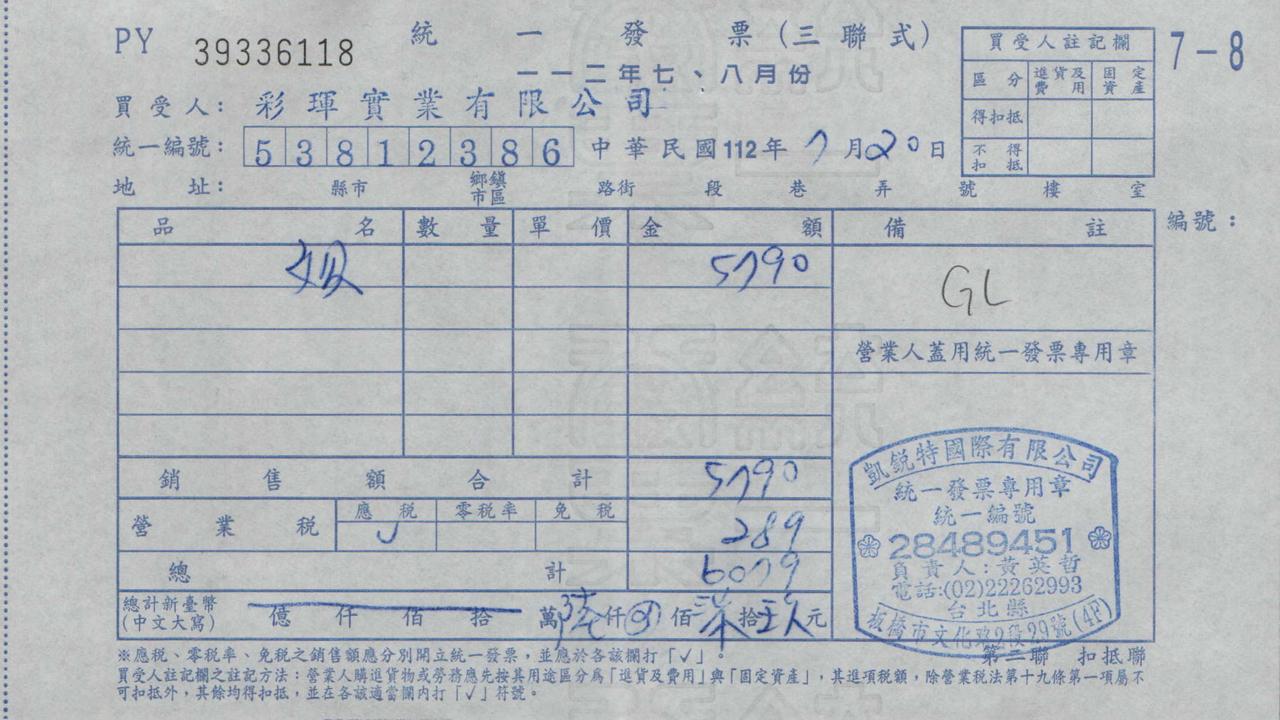 PY 39336118 統一發票(三聯式)
一一二年七、八月份
7-8
買受人: 彩琿實業有限公司
統一編號: 53812386 中華民國112年 7月20日
地址: 縣市 鄉鎮市區 路街 段 巷 弄 號 樓 室
買受人註記欄
區分 進貨及費用 固定資產
得扣抵
不得扣抵
品名 數量 單價 金額 備註 編號:
5790
GL
營業人蓋用統一發票專用章
銷售額合計 5790
營業稅 應稅 零稅率 免稅 289
總計 6079
總計新臺幣(中文大寫) 億 仟 佰 拾 萬 陸仟 佰 柒拾 玖元
凱銳特國際有限公司
統一發票專用章
統一編號
28489451
負責人:黃英哲
電話:(02)22262993
台北縣
板橋市文化路2段29號(4F)
第二聯 扣抵聯
※應稅、零稅率、免稅之銷售額應分別開立統一發票,並應於各該欄打「✓」。
買受人註記欄之註記方法:營業人購進貨物或勞務應先按其用途區分為「進貨及費用」與「固定資產」,其進項稅額,除營業稅法第十九條第一項屬不
可扣抵外,其餘均得扣抵,並在各該適當欄內打「✓」符號。